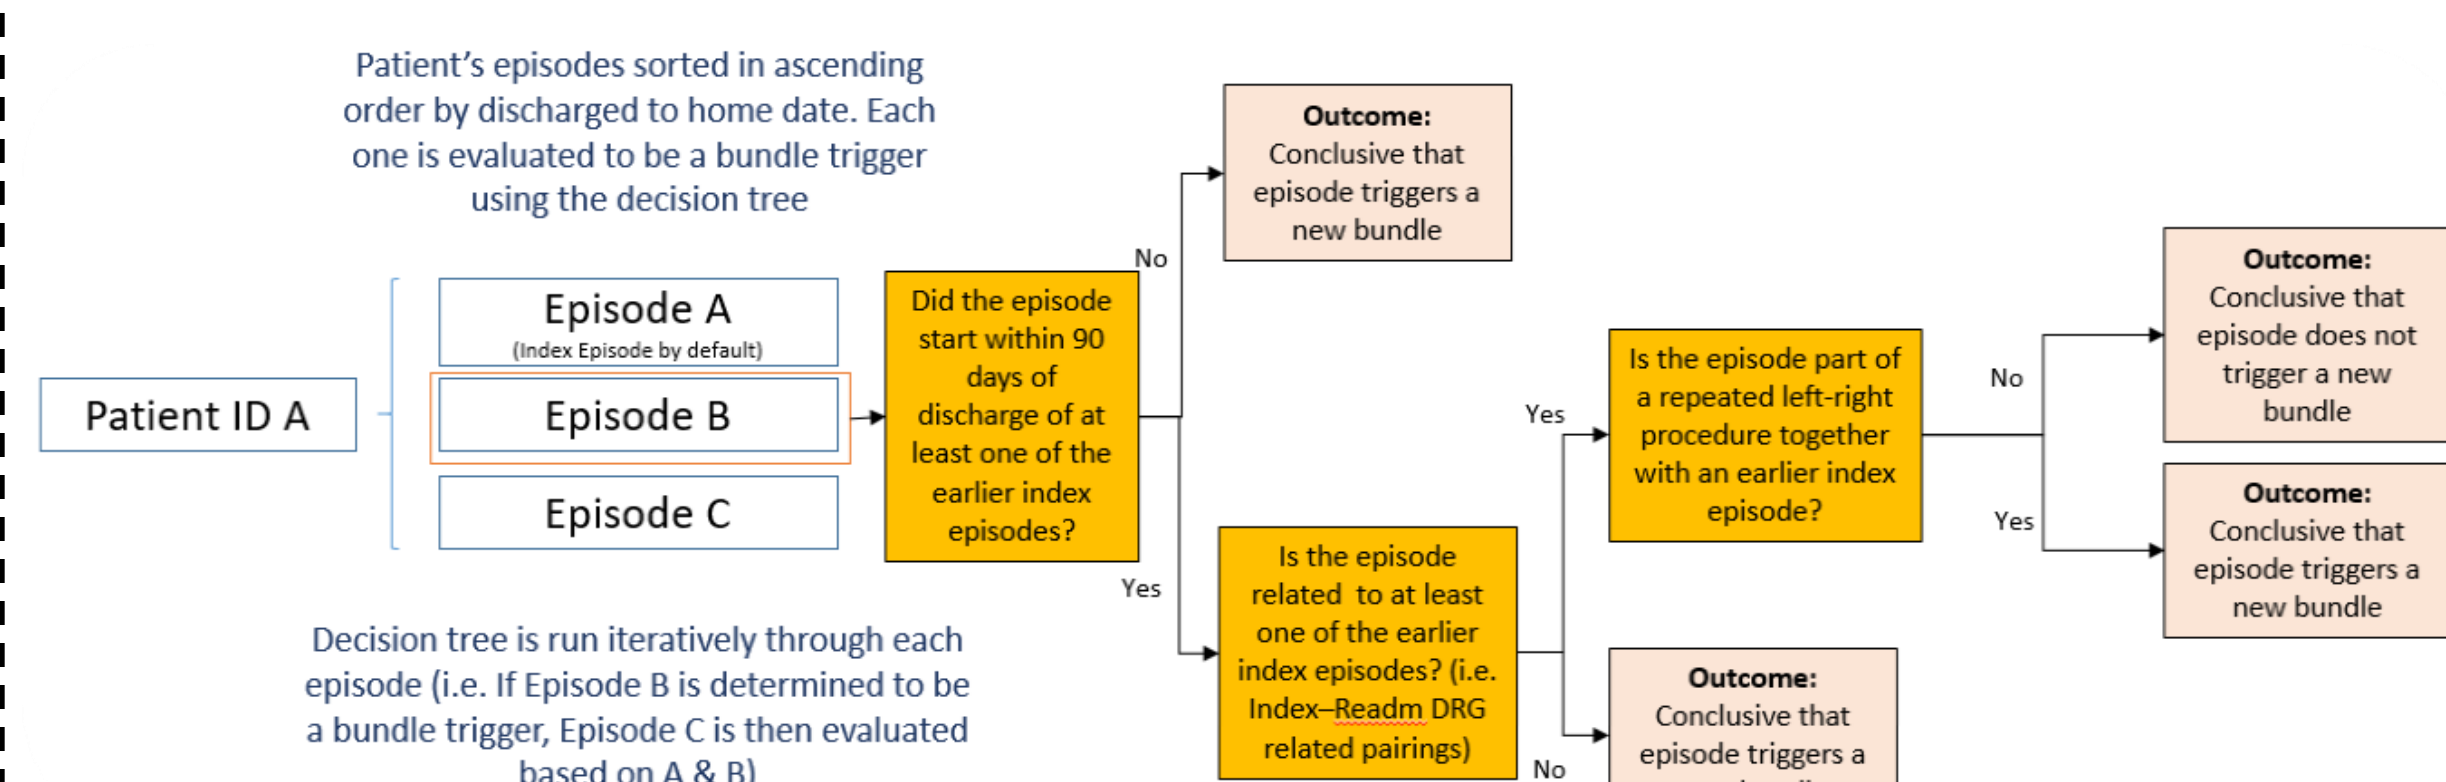 Patient's episodes sorted in ascending
order by discharged to home date. Each
one is evaluated to be a bundle trigger
using the decision tree
Patient ID A
Episode A
(Index Episode by default)
Episode B
Episode C
Decision tree is run iteratively through each
episode (i.e. If Episode B is determined to be
a bundle trigger, Episode C is then evaluated
based on A & B)
Did the episode
start within 90
days of
discharge of at
least one of the
earlier index
episodes?
No
Outcome:
Conclusive that
episode triggers a
new bundle
Yes
Is the episode
related to at least
one of the earlier
index episodes? (i.e.
Index–Readm DRG
related pairings)
Yes
Is the episode part of
a repeated left-right
procedure together
with an earlier index
episode?
No
Outcome:
Conclusive that
episode does not
trigger a new
bundle
Yes
Outcome:
Conclusive that
episode triggers a
new bundle
No
Outcome:
Conclusive that
episode triggers a